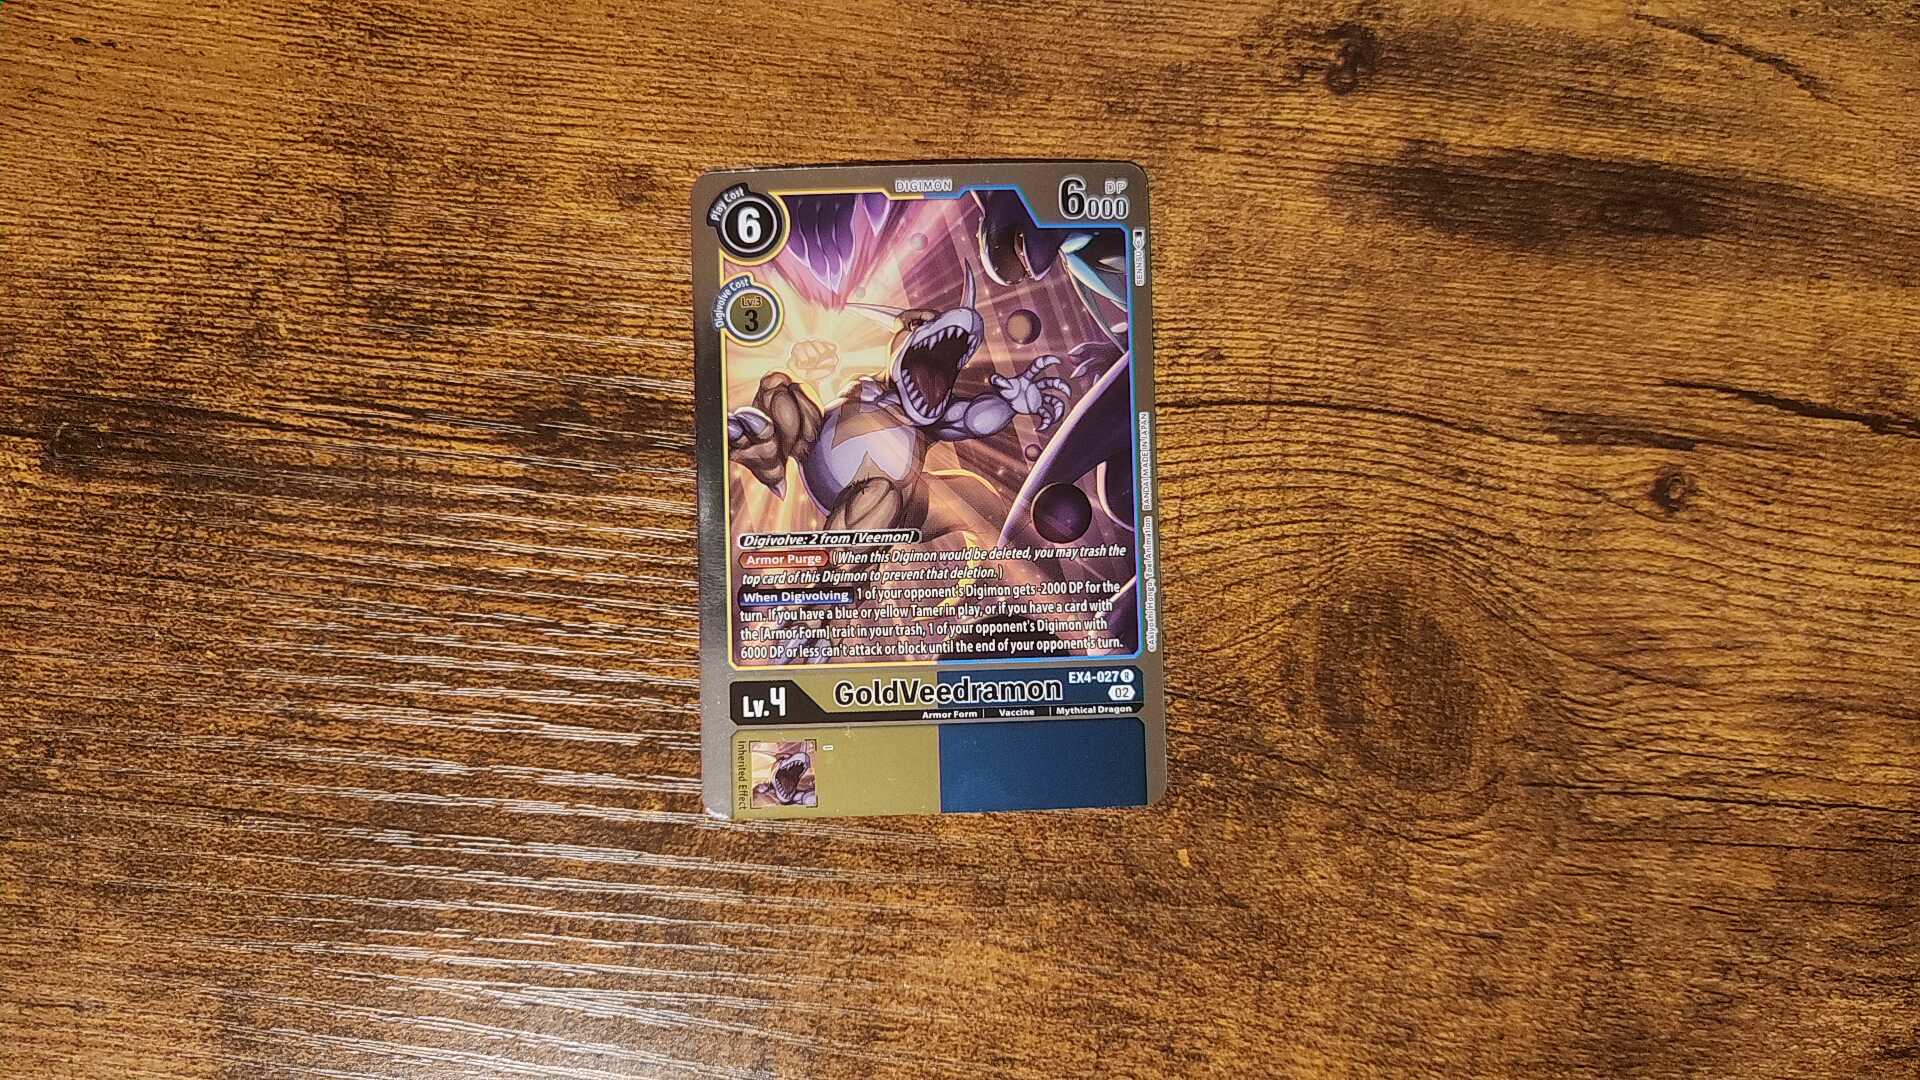 DIGIMON
Play Cost
6
DP
6000
Digivolve Cost
Lv.3
3
Digivolve: 2 from [Veemon]
Armor Purge (When this Digimon would be deleted, you may trash the
top card of this Digimon to prevent that deletion.)
When Digivolving 1 of your opponent's Digimon gets -2000 DP for the
turn. If you have a blue or yellow Tamer in play, or if you have a card with
the [Armor Form] trait in your trash, 1 of your opponent's Digimon with
6000 DP or less can't attack or block until the end of your opponent's turn.
Lv.4
GoldVeedramon
EX4-027 R
02
Armor Form | Vaccine | Mythical Dragon
Inherited Effect
SENNSU
©Akiyoshi Hongo, Toei Animation BANDAI MADE IN JAPAN